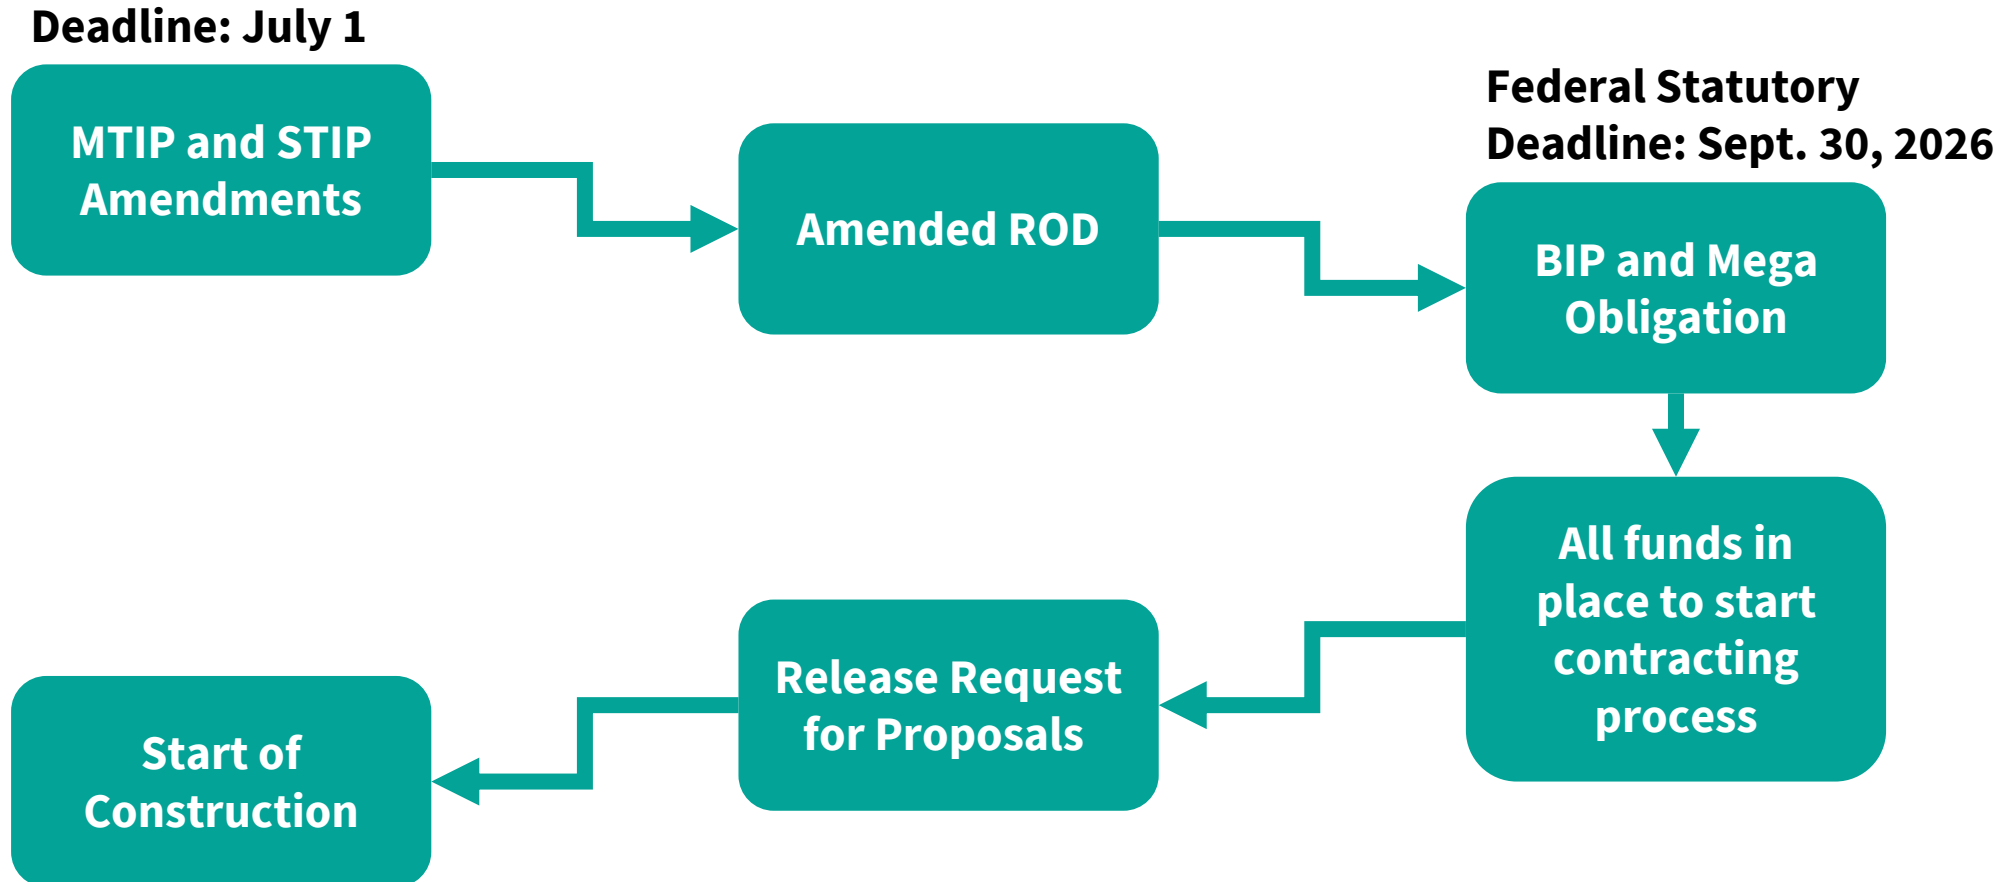 Deadline: July 1
MTIP and STIP
Amendments
Amended ROD
Federal Statutory
Deadline: Sept. 30, 2026
BIP and Mega
Obligation
All funds in
place to start
contracting
process
Release Request
for Proposals
Start of
Construction